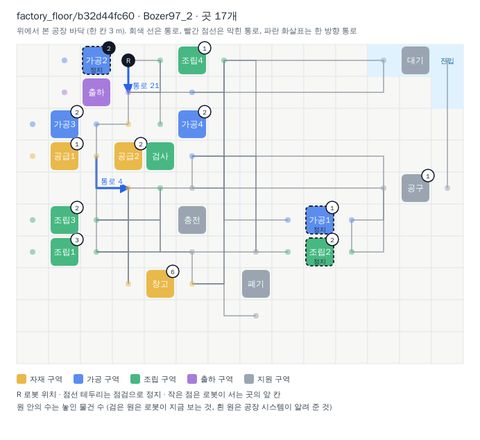 factory_floor/b32d44fc60 · Bozer97_2 · 곳 17개
위에서 본 공장 바닥 (한 칸 3 m). 회색 선은 통로, 빨간 점선은 막힌 통로, 파란 화살표는 한 방향 통로
가공2 2
정지
R
조립4 1
대기
진입
출하
통로 21
가공3 2
가공4 2
공급1 1
공급2 2
검사
통로 4
공구 1
조립3 2
충전
가공1 1
정지
조립1 3
조립2 2
정지
창고 6
폐기
자재 구역
가공 구역
조립 구역
출하 구역
지원 구역
R 로봇 위치 · 점선 테두리는 점검으로 정지 · 작은 점은 로봇이 서는 곳의 앞 칸
원 안의 수는 놓인 물건 수 (검은 원은 로봇이 지금 보는 것, 흰 원은 공장 시스템이 알려 준 것)